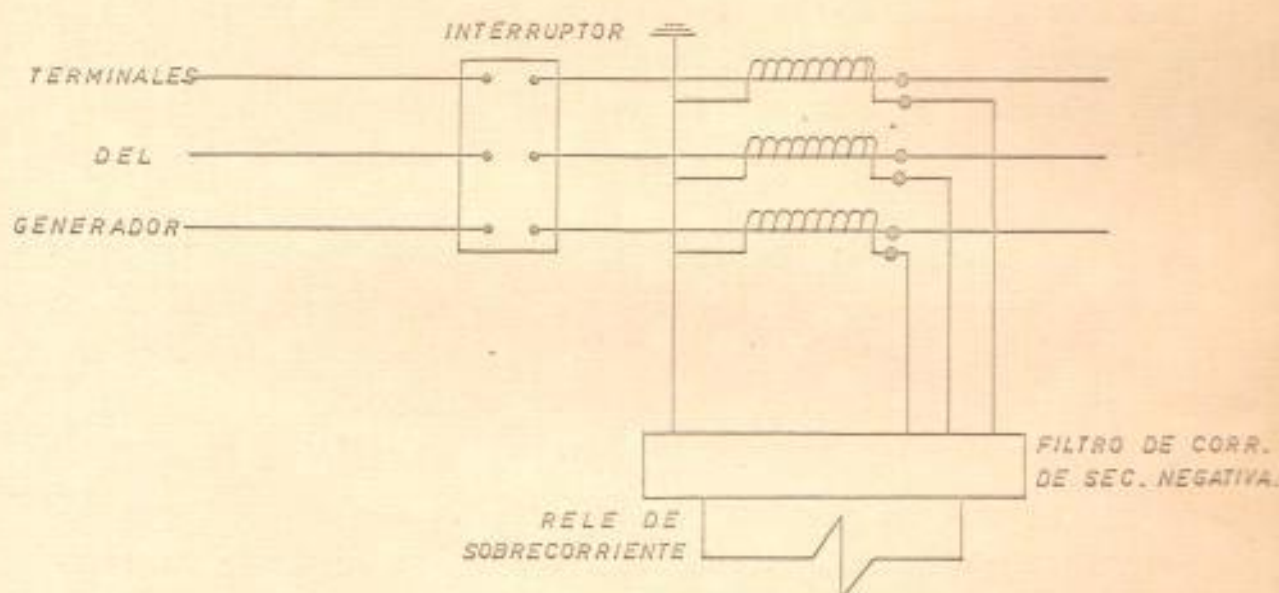 INTERRUPTOR
TERMINALES
DEL
GENERADOR
FILTRO DE CORR.
DE SEC. NEGATIVA.
RELE DE
SOBRECORRIENTE